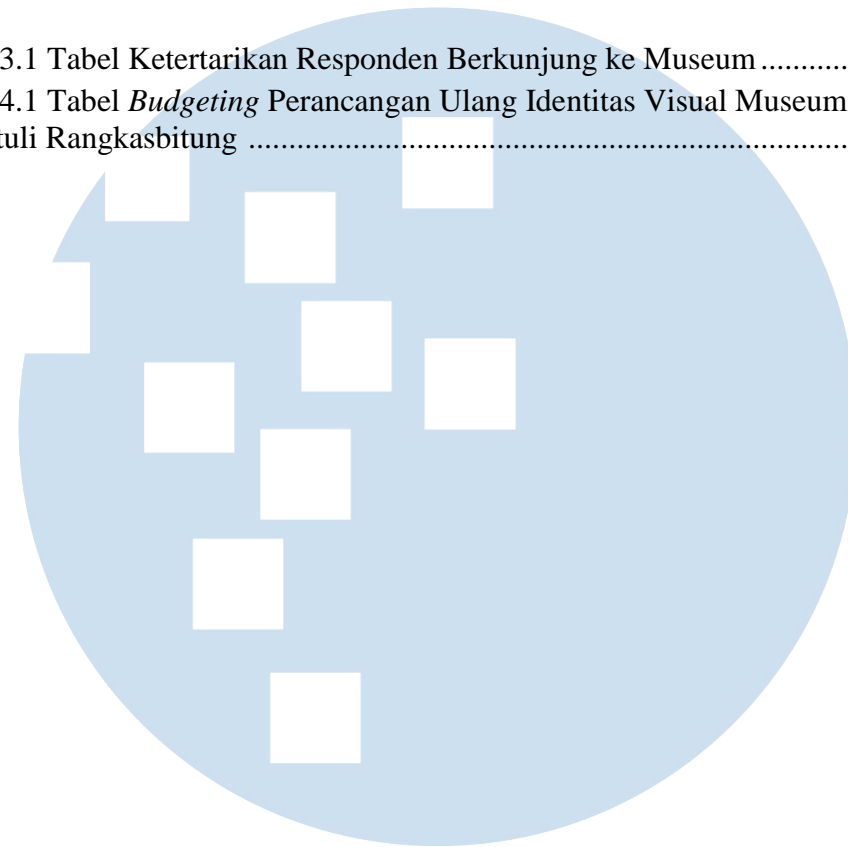 3.1 Tabel Ketertarikan Responden Berkunjung ke Museum ...........
4.1 Tabel Budgeting Perancangan Ulang Identitas Visual Museum
tuli Rangkasbitung ................................................................................